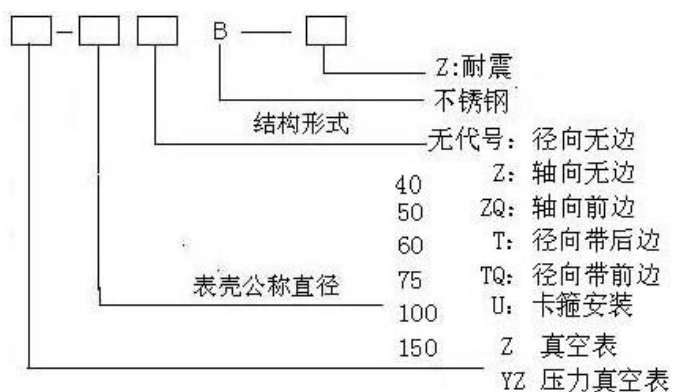 - B —
Z:耐震
不锈钢
结构形式
无代号: 径向无边
40 Z: 轴向无边
50 ZQ: 轴向前边
60 T: 径向带后边
表壳公称直径 75 TQ: 径向带前边
100 U: 卡箍安装
150 Z 真空表
YZ 压力真空表